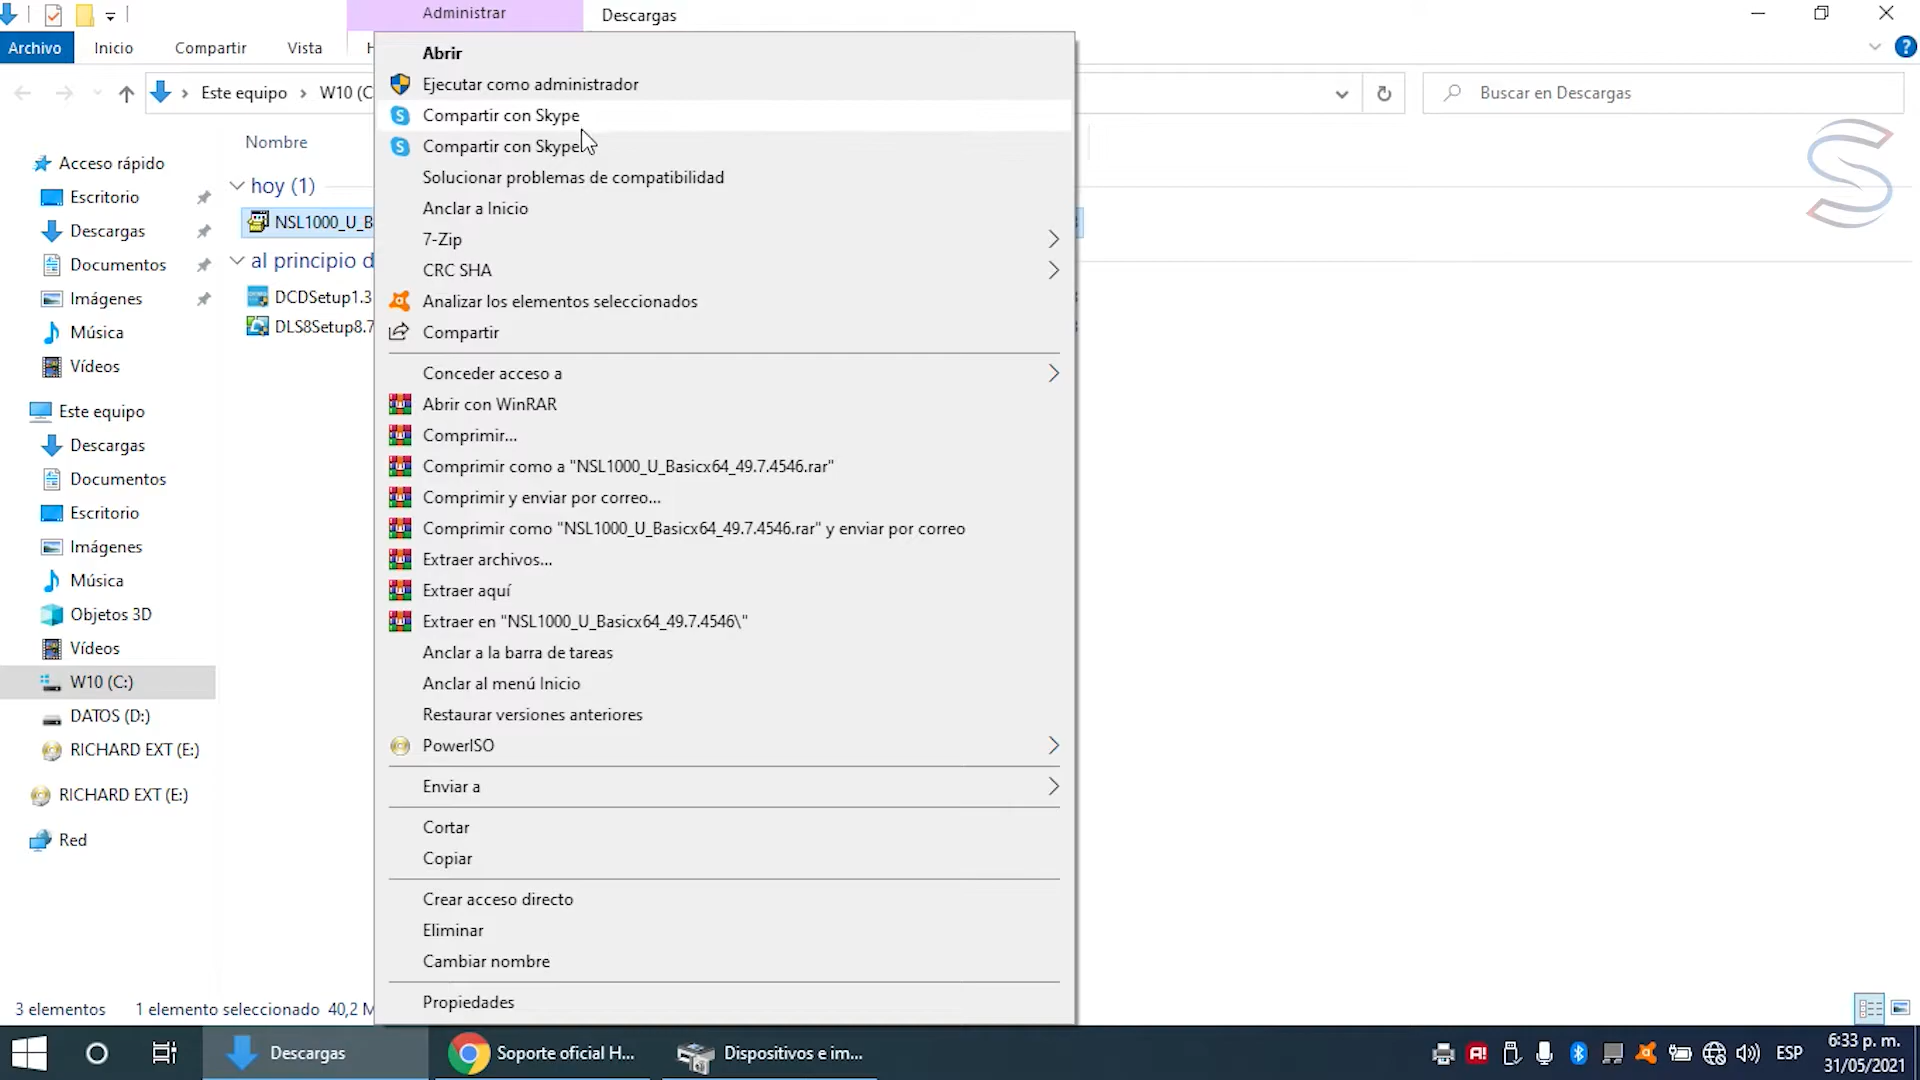 Administrar
Descargas
Archivo
Inicio
Compartir
Vista
Este equipo
W10 (C
Buscar en Descargas
Nombre
Acceso rápido
Escritorio
Descargas
Documentos
Imágenes
Música
Vídeos
Este equipo
Descargas
Documentos
Escritorio
Imágenes
Música
Objetos 3D
Vídeos
W10 (C:)
DATOS (D:)
RICHARD EXT (E:)
RICHARD EXT (E:)
Red
hoy (1)
NSL1000_U_B
al principio d
DCDSetup1.3
DLS8Setup8.7
Abrir
Ejecutar como administrador
Compartir con Skype
Compartir con Skype
Solucionar problemas de compatibilidad
Anclar a Inicio
7-Zip
CRC SHA
Analizar los elementos seleccionados
Compartir
Conceder acceso a
Abrir con WinRAR
Comprimir...
Comprimir como a "NSL1000_U_Basicx64_49.7.4546.rar"
Comprimir y enviar por correo...
Comprimir como "NSL1000_U_Basicx64_49.7.4546.rar" y enviar por correo
Extraer archivos...
Extraer aquí
Extraer en "NSL1000_U_Basicx64_49.7.4546\"
Anclar a la barra de tareas
Anclar al menú Inicio
Restaurar versiones anteriores
PowerISO
Enviar a
Cortar
Copiar
Crear acceso directo
Eliminar
Cambiar nombre
Propiedades
3 elementos
1 elemento seleccionado 40,2 M
Descargas
Soporte oficial H...
Dispositivos e im...
ESP
6:33 p. m.
31/05/2021